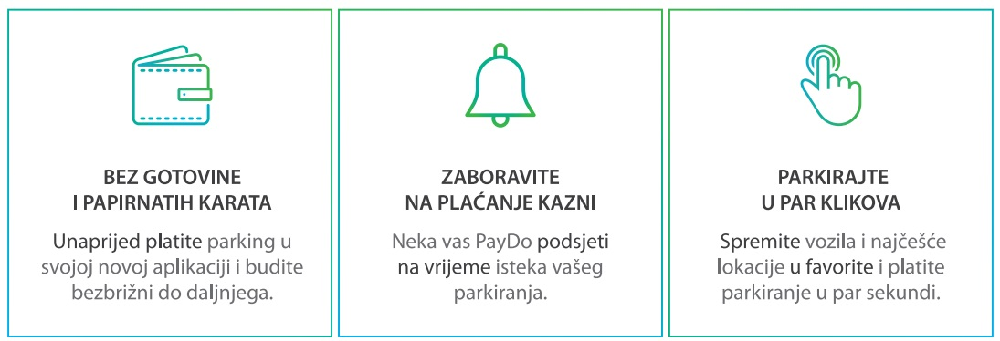 BEZ GOTOVINE
I PAPIRNATIH KARATA
Unaprijed platite parking u
svojoj novoj aplikaciji i budite
bezbrižni do daljnjega.
ZABORAVITE
NA PLAĆANJE KAZNI
Neka vas PayDo podsjeti
na vrijeme isteka vašeg
parkiranja.
PARKIRAJTE
U PAR KLIKOVA
Spremite vozila i najčešće
lokacije u favorite i platite
parkiranje u par sekundi.